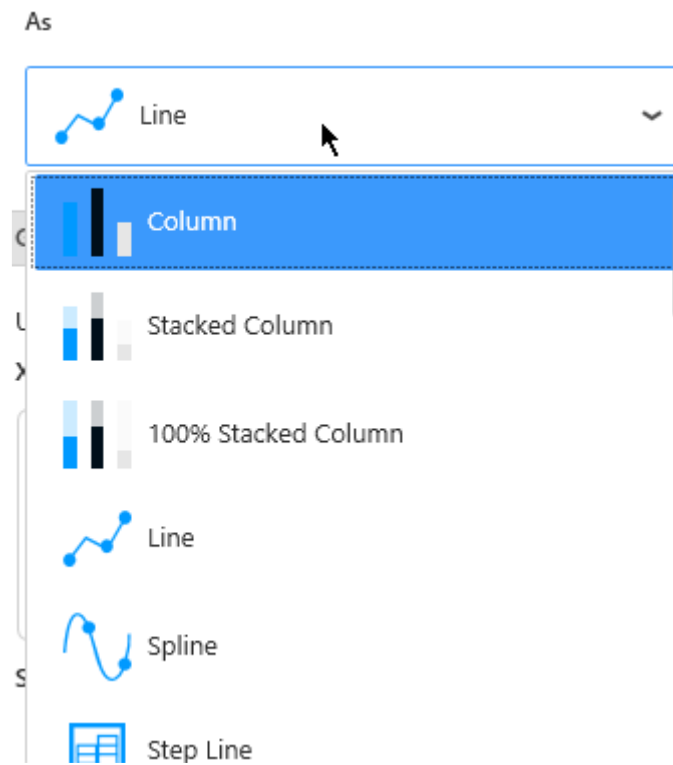 As
Line
Column
Stacked Column
100% Stacked Column
Line
Spline
Step Line